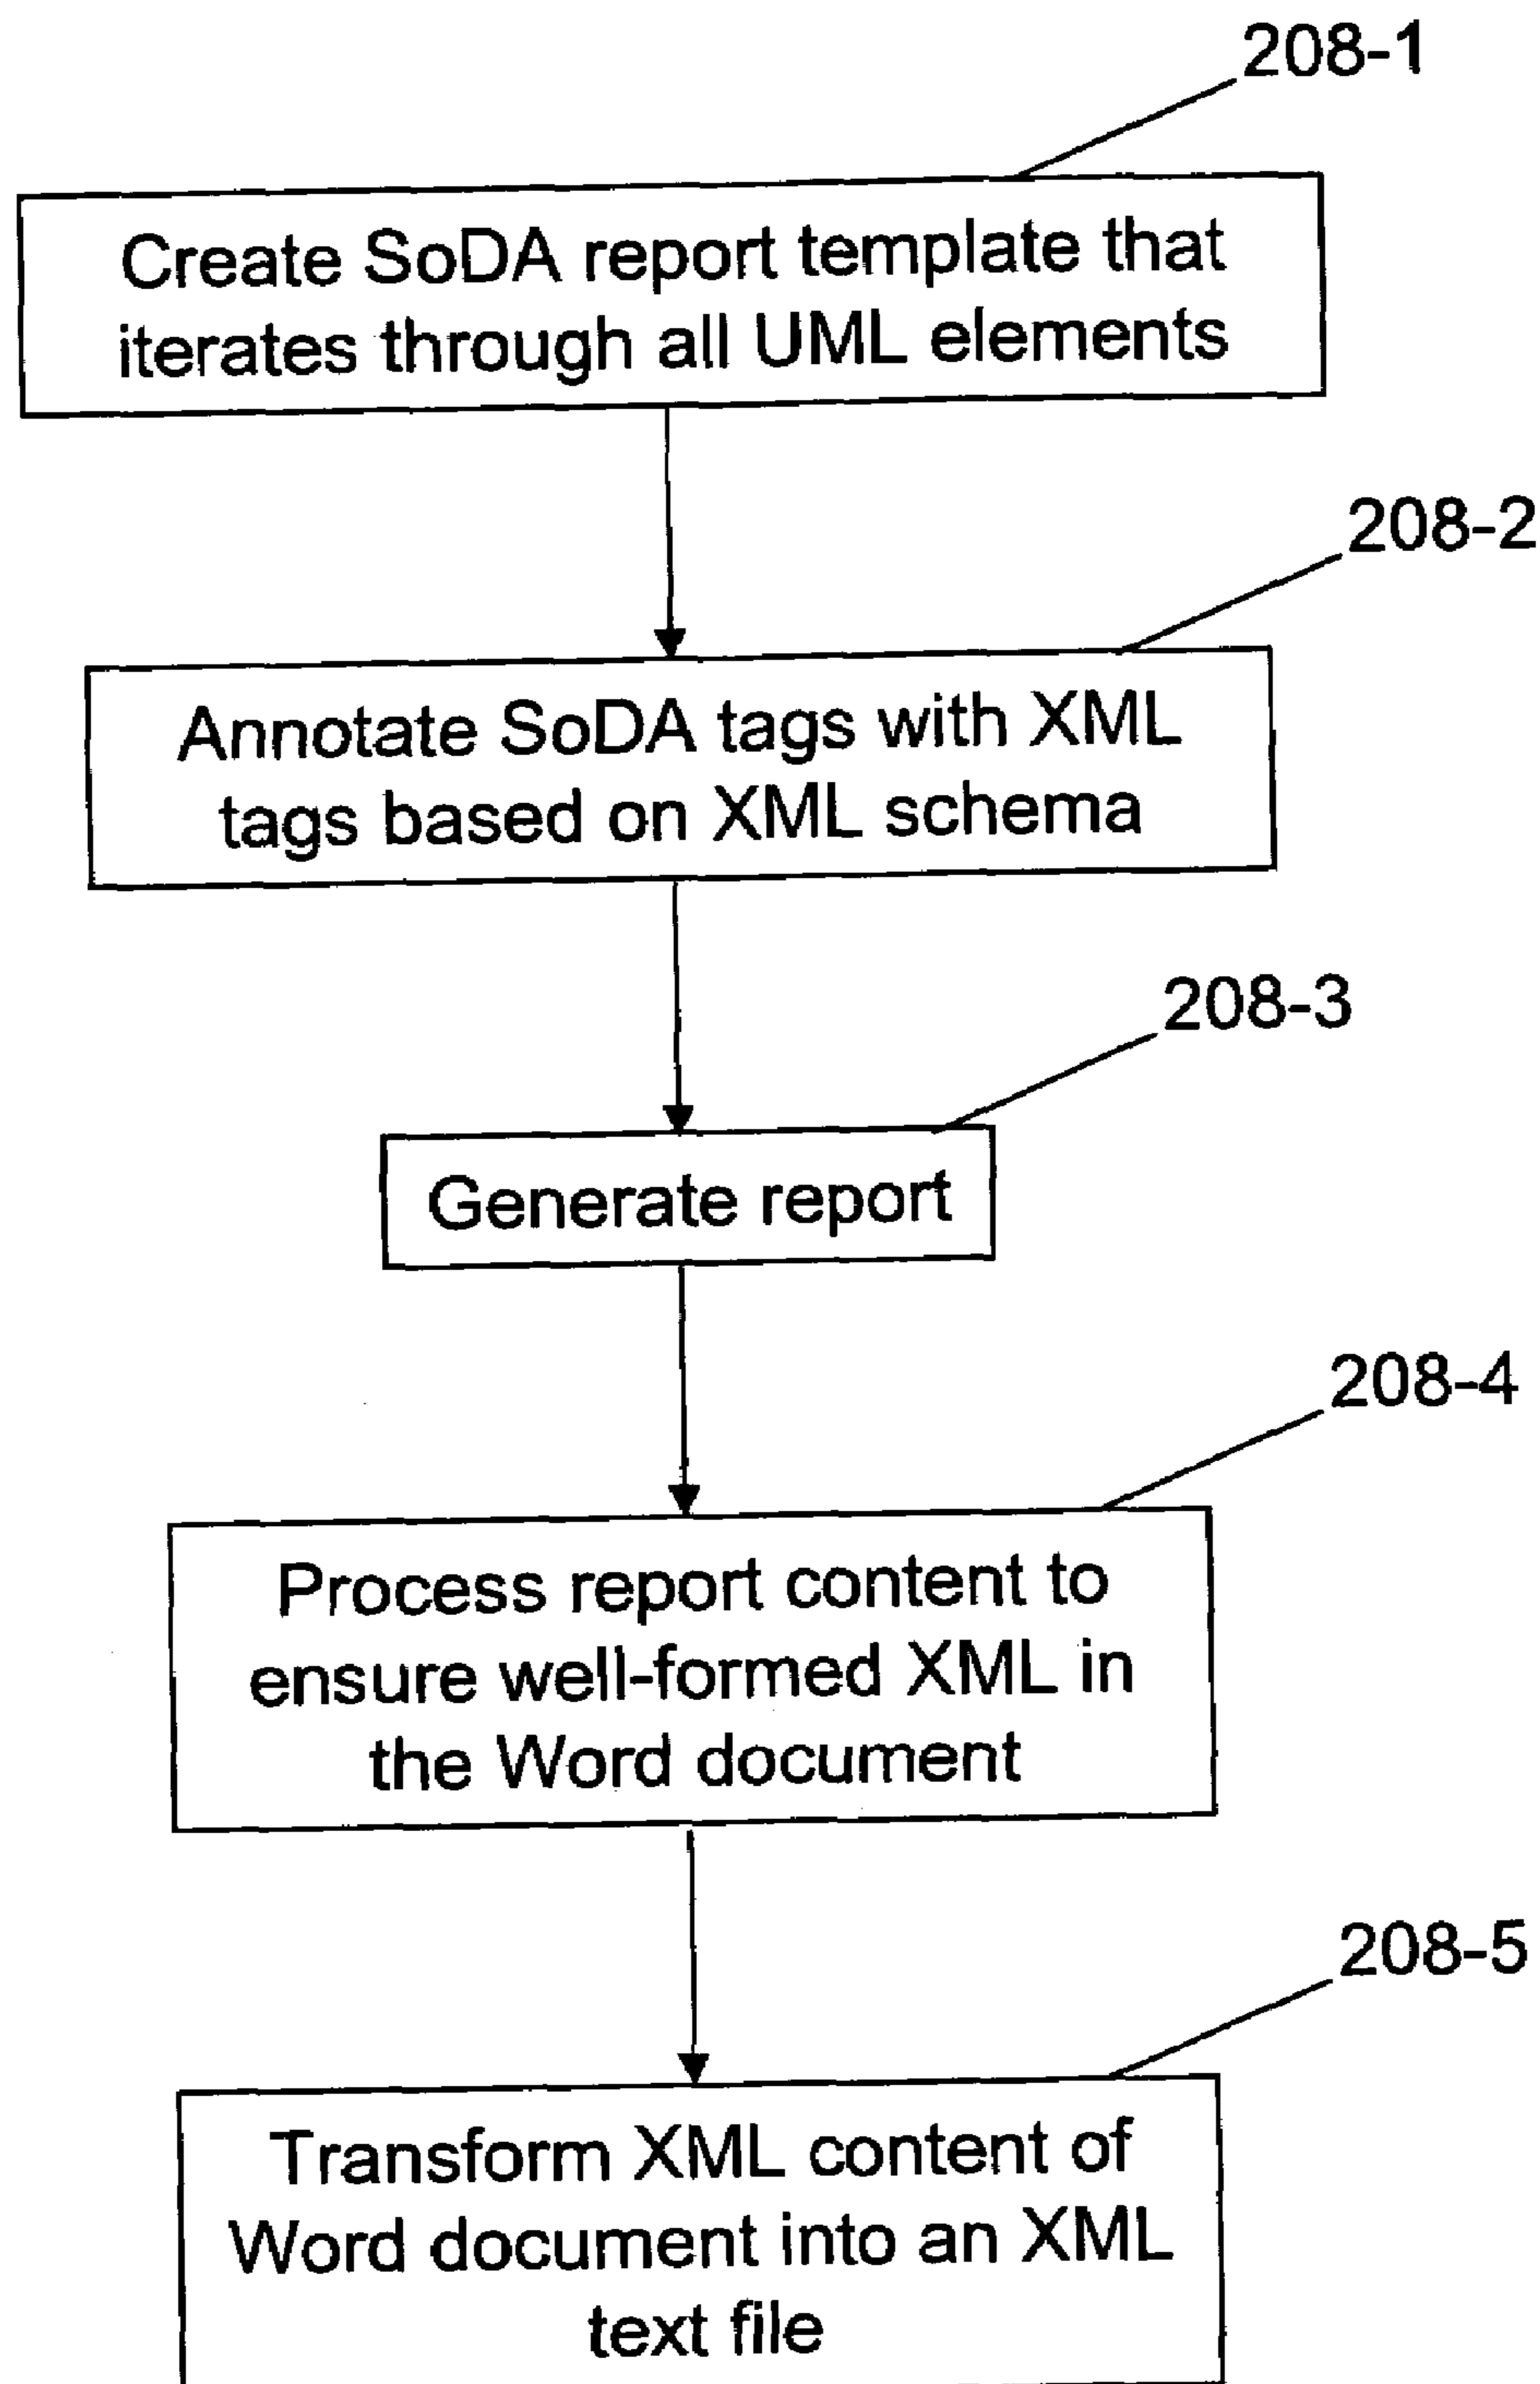 208-1
Create SoDA report template that
iterates through all UML elements
208-2
Annotate SoDA tags with XML
tags based on XML schema
208-3
Generate report
208-4
Process report content to
ensure well-formed XML in
the Word document
208-5
Transform XML content of
Word document into an XML
text file